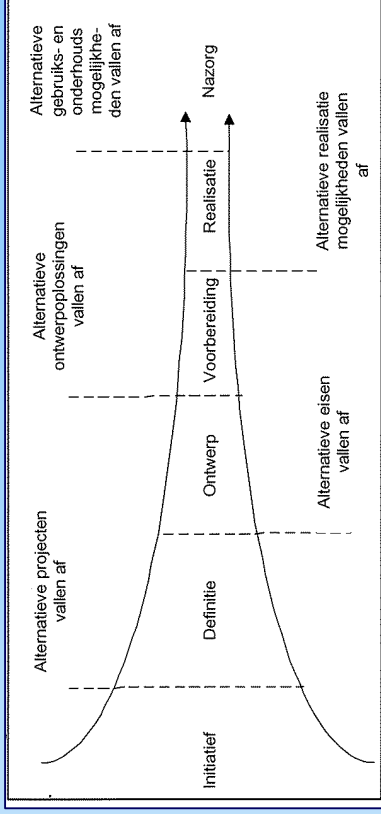 Alternatieve projecten
vallen af
Alternatieve
ontwerpoplossingen
vallen af
Alternatieve
gebruiks- en
onderhouds
mogelijkhe-
den vallen af
Initiatief
Definitie
Ontwerp
Voorbereiding
Realisatie
Nazorg
Alternatieve eisen
vallen af
Alternatieve realisatie
mogelijkheden vallen
af